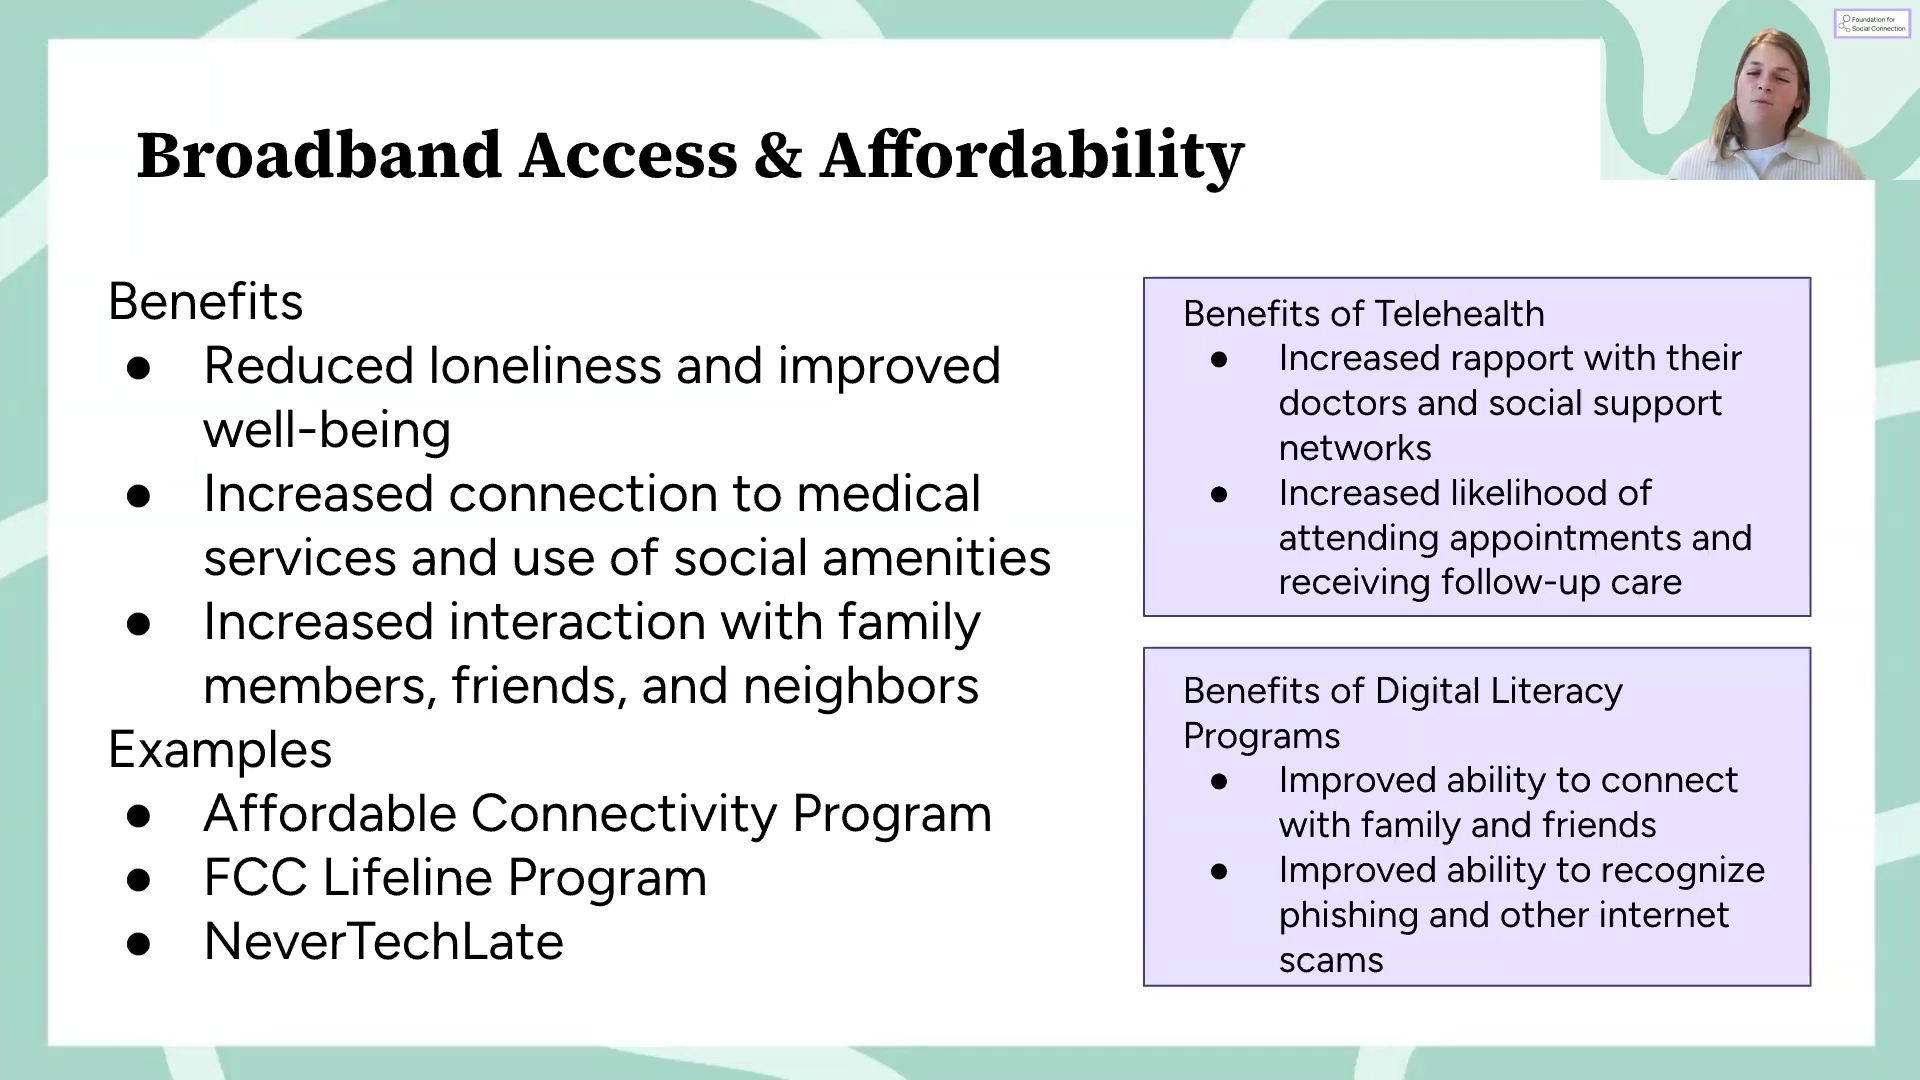 Foundation for
Social Connection
Broadband Access & Affordability
Benefits
● Reduced loneliness and improved
well-being
● Increased connection to medical
services and use of social amenities
● Increased interaction with family
members, friends, and neighbors
Examples
● Affordable Connectivity Program
● FCC Lifeline Program
● NeverTechLate
Benefits of Telehealth
● Increased rapport with their
doctors and social support
networks
● Increased likelihood of
attending appointments and
receiving follow-up care
Benefits of Digital Literacy
Programs
● Improved ability to connect
with family and friends
● Improved ability to recognize
phishing and other internet
scams